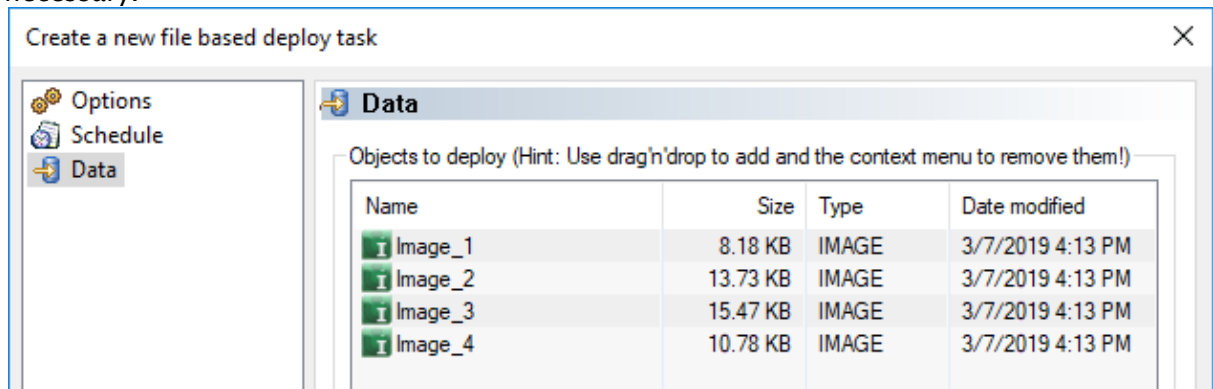 necessary.
Create a new file based deploy task
Options
Schedule
Data
Data
Objects to deploy (Hint: Use drag'n'drop to add and the context menu to remove them!)
Name Size Type Date modified
Image_1 8.18 KB IMAGE 3/7/2019 4:13 PM
Image_2 13.73 KB IMAGE 3/7/2019 4:13 PM
Image_3 15.47 KB IMAGE 3/7/2019 4:13 PM
Image_4 10.78 KB IMAGE 3/7/2019 4:13 PM